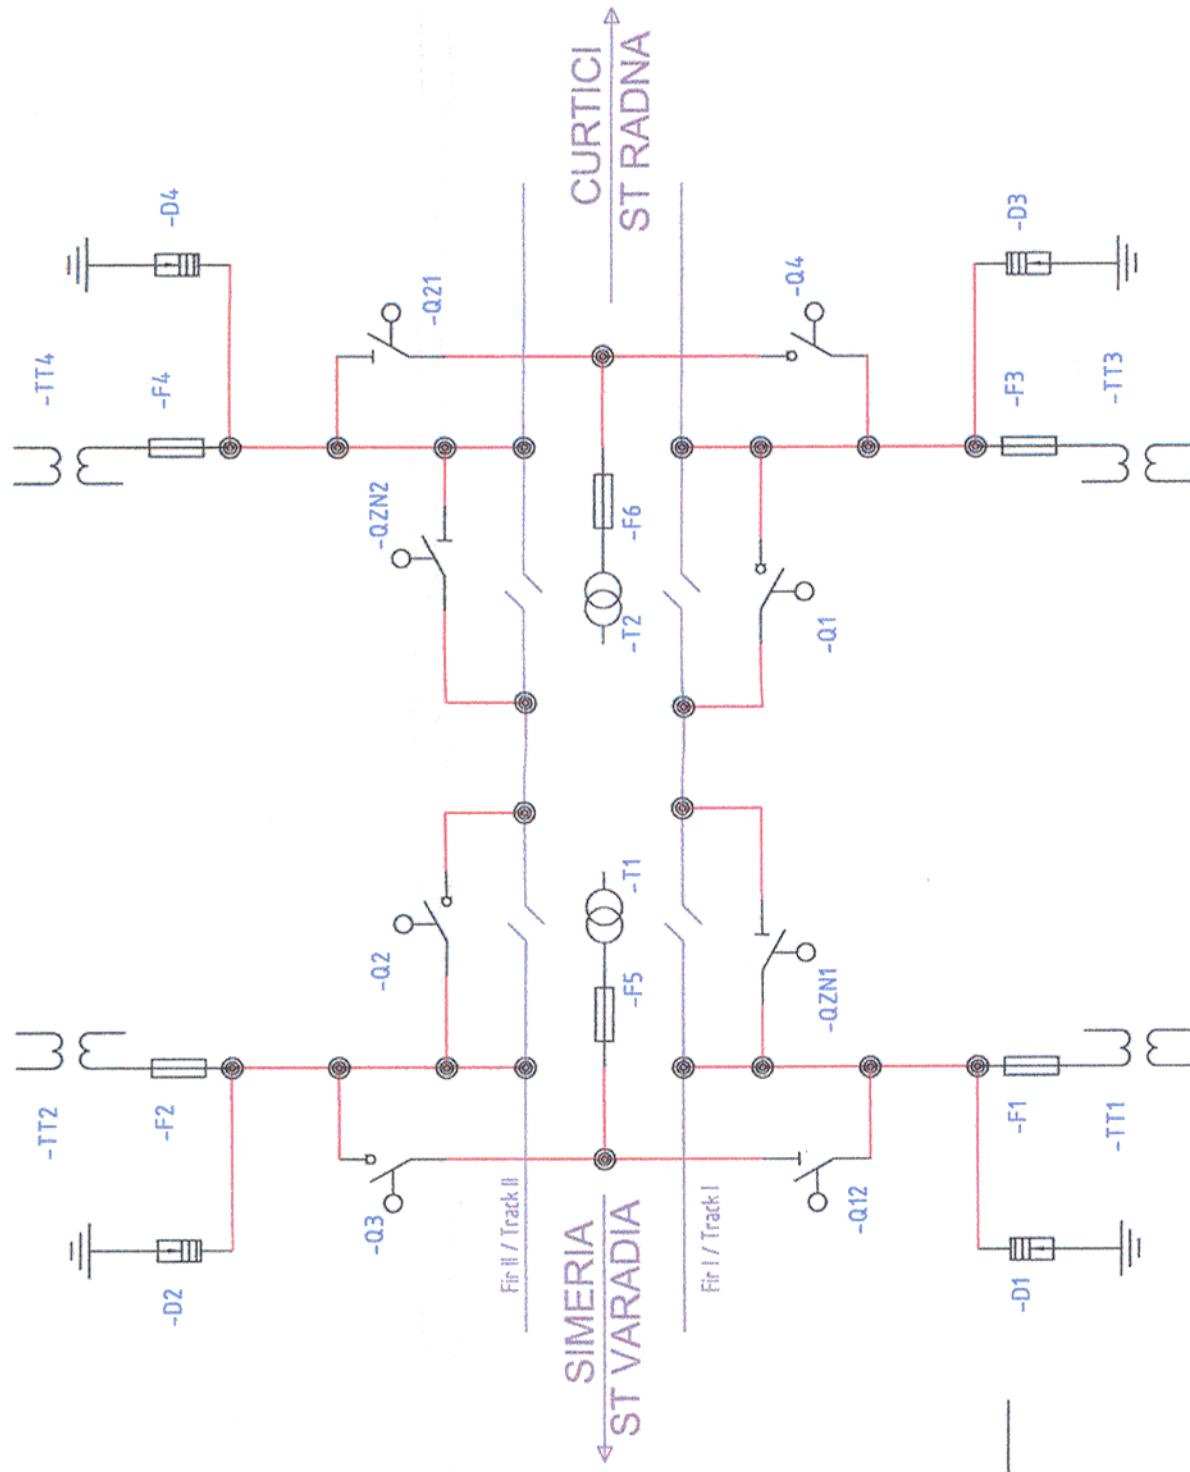 CURTICI
ST RADNA
-D4
-D3
-Q21
-Q4
-TT4
-F4
-F3
-TT3
-QZN2
-F6
-T2
-Q1
-T1
-Q2
-F5
-QZN1
-TT2
-F2
-F1
-TT1
-Q3
-Q12
Fir II / Track II
Fir I / Track I
SIMERIA
ST VARADIA
-D2
-D1